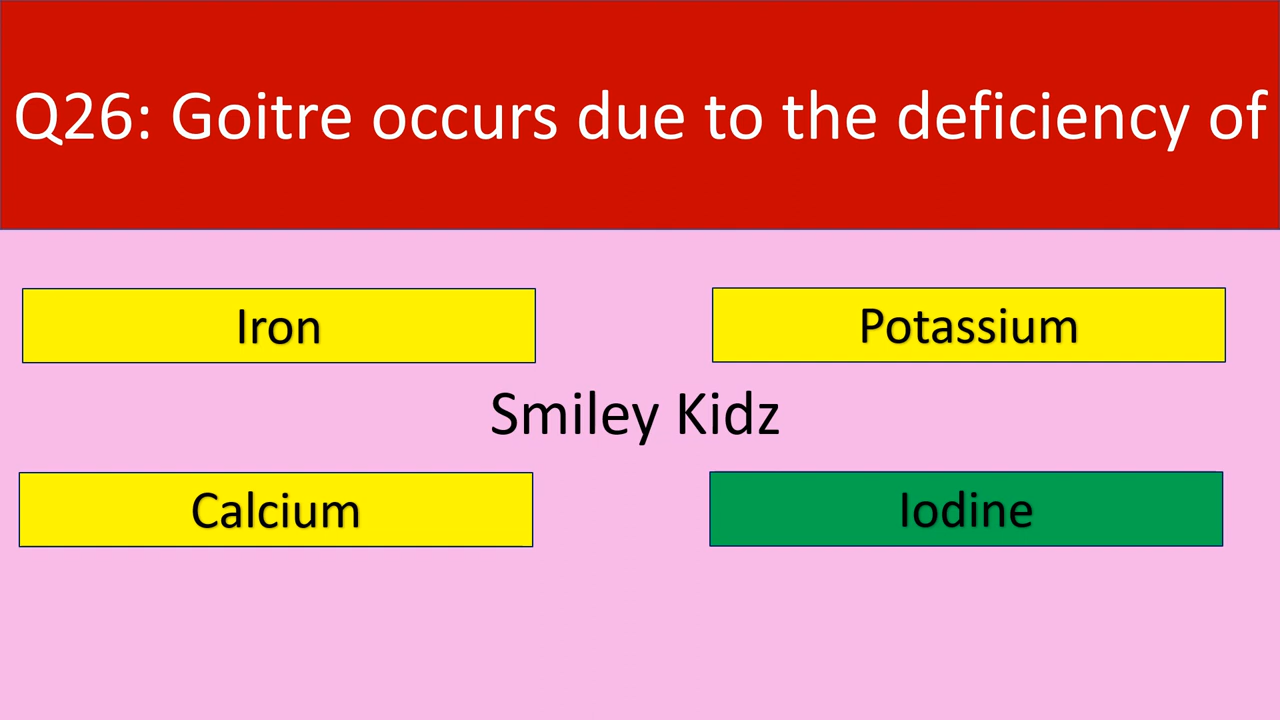 Q26: Goitre occurs due to the deficiency of
Iron
Potassium
Smiley Kidz
Calcium
Iodine